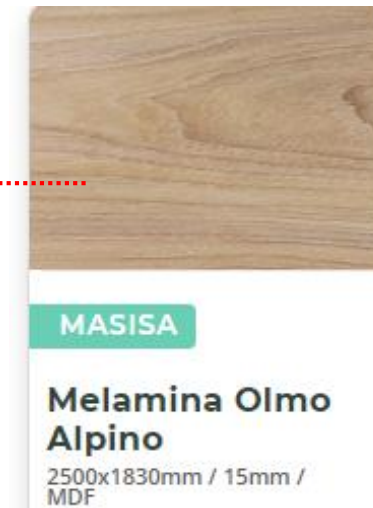 MASISA
Melamina Olmo
Alpino
2500x1830mm / 15mm /
MDF